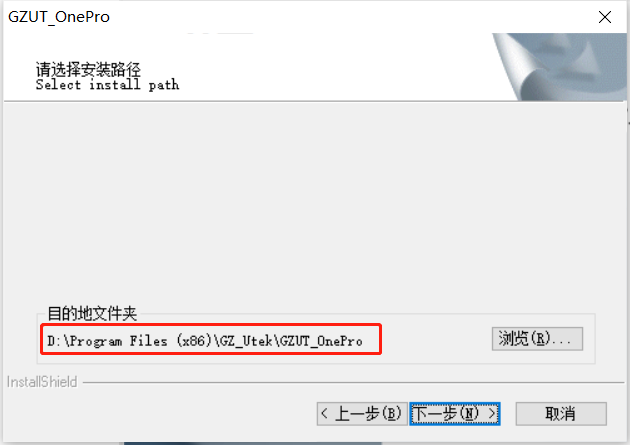 GZUT_OnePro
请选择安装路径
Select install path
目的地文件夹
D:\Program Files (x86)\GZ_Utek\GZUT_OnePro
浏览(R)...
InstallShield
< 上一步(B)
下一步(N) >
取消